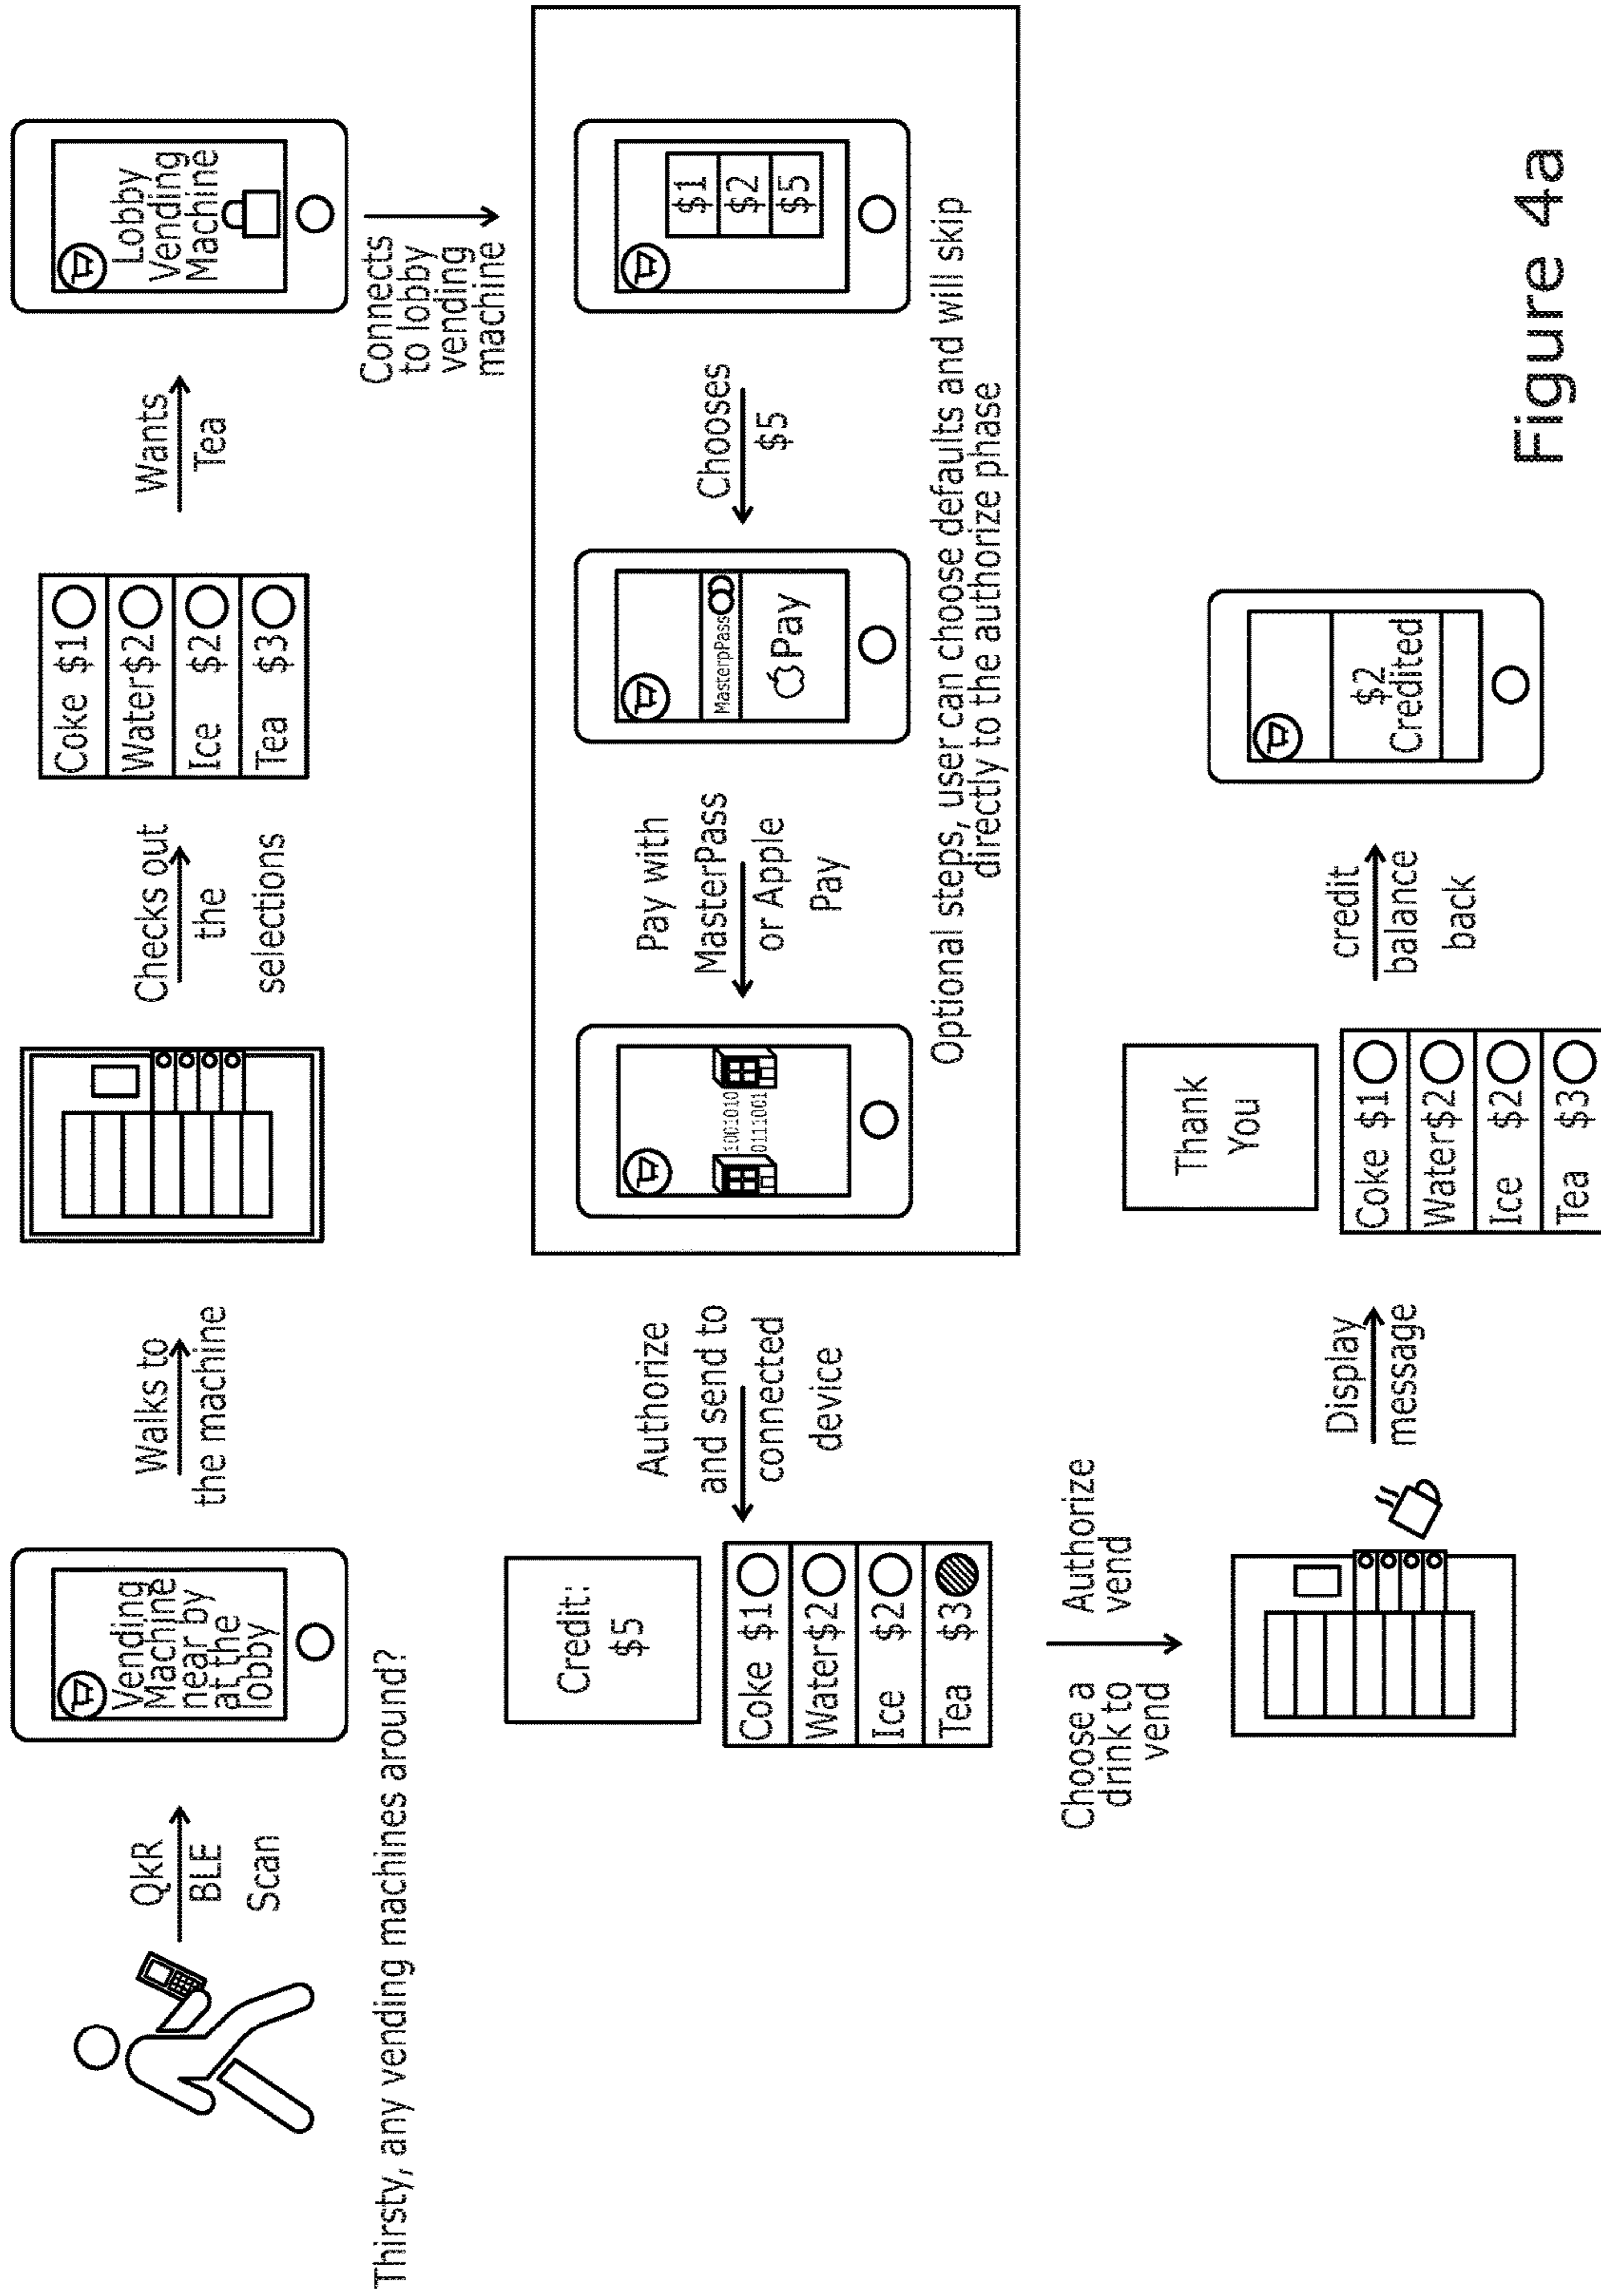 Thirsty, any vending machines around?
QkR
BLE
Scan
Vending
Machine
near by
at the
lobby
Walks to
the machine
Checks out
the
selections
Coke $1
Water $2
Ice $2
Tea $3
Wants
Tea
Lobby
Vending
Machine
Connects
to lobby
vending
machine
$1
$2
$5
Chooses
$5
MasterpPass
Pay
Pay with
MasterPass
or Apple
Pay
1001010
0111001
Optional steps, user can choose defaults and will skip
directly to the authorize phase
Authorize
and send to
connected
device
Credit:
$5
Coke $1
Water $2
Ice $2
Tea $3
Choose a
drink to
vend
Authorize
vend
Display
message
Thank
You
Coke $1
Water $2
Ice $2
Tea $3
credit
balance
back
$2
Credited
Figure 4a